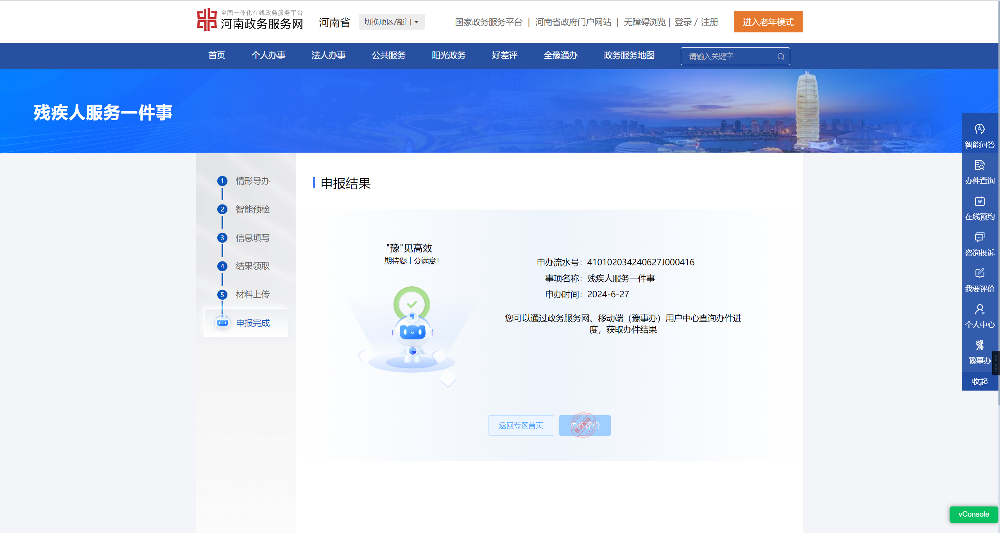 全国一体化在线政务服务平台
河南政务服务网
河南省
切换地区/部门
国家政务服务平台 | 河南省政府门户网站 | 无障碍浏览 | 登录 / 注册
进入老年模式
首页 个人办事 法人办事 公共服务 阳光政务 好差评 全豫通办 政务服务地图
请输入关键字
残疾人服务一件事
1 情形导办
2 智能预检
3 信息填写
4 结果领取
5 材料上传
申报完成
申报结果
"豫"见高效
期待您十分满意！
豫
申办流水号：410102034240627J000416
事项名称：残疾人服务一件事
申办时间：2024-6-27
您可以通过政务服务网、移动端（豫事办）用户中心查询办件进
度，获取办件结果
返回专区首页
办件评价
智能问答
办件查询
在线预约
咨询投诉
我要评价
个人中心
豫事办
收起
vConsole